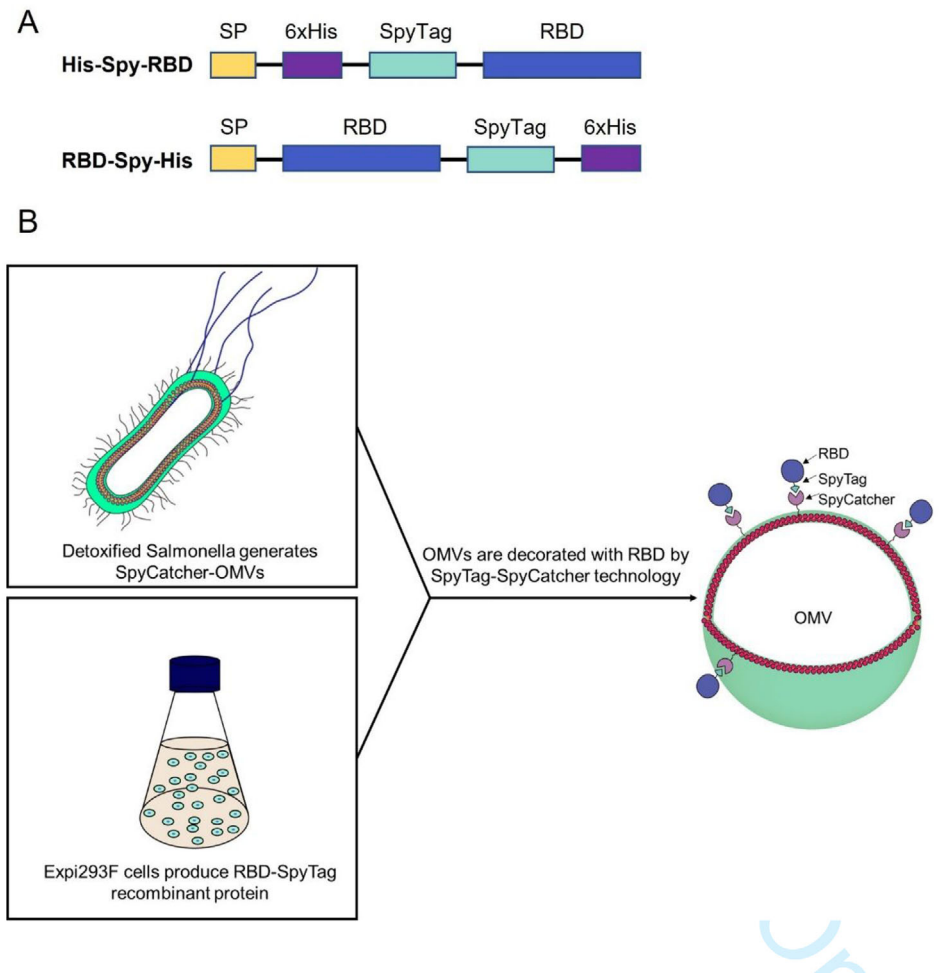 A
SP 6xHis SpyTag RBD
His-Spy-RBD
SP RBD SpyTag 6xHis
RBD-Spy-His
B
Detoxified Salmonella generates
SpyCatcher-OMVs
Expi293F cells produce RBD-SpyTag
recombinant protein
OMVs are decorated with RBD by
SpyTag-SpyCatcher technology
RBD
SpyTag
SpyCatcher
OMV